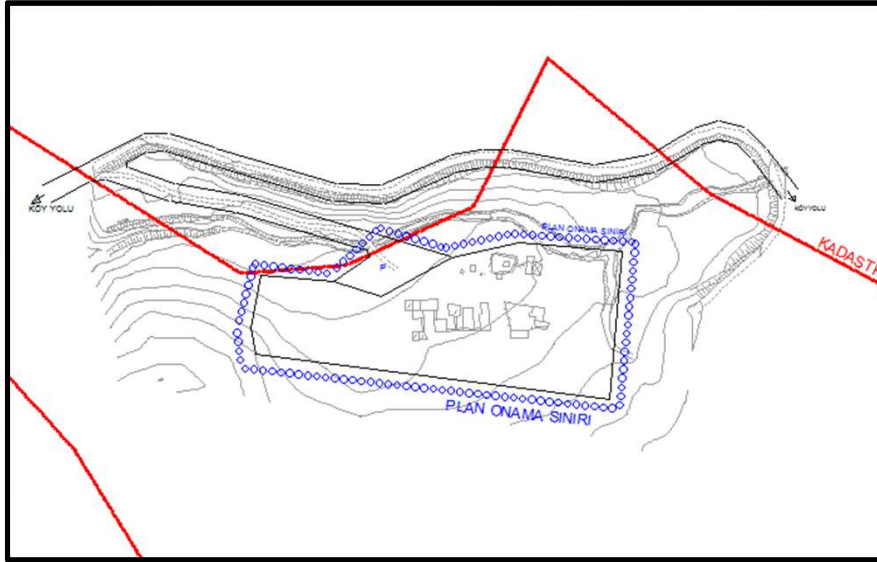 KÖY YOLU
KÖY YOLU
PLAN ONAMA SINIRI
P
KADASTR
PLAN ONAMA SINIRI